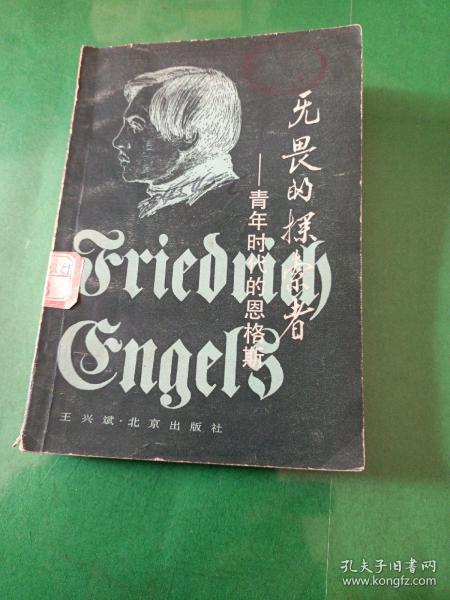 无畏的探索者
——青年时代的恩格斯
Friedrich
Engels
王兴斌·北京出版社
孔夫子旧书网
www.kongfz.com